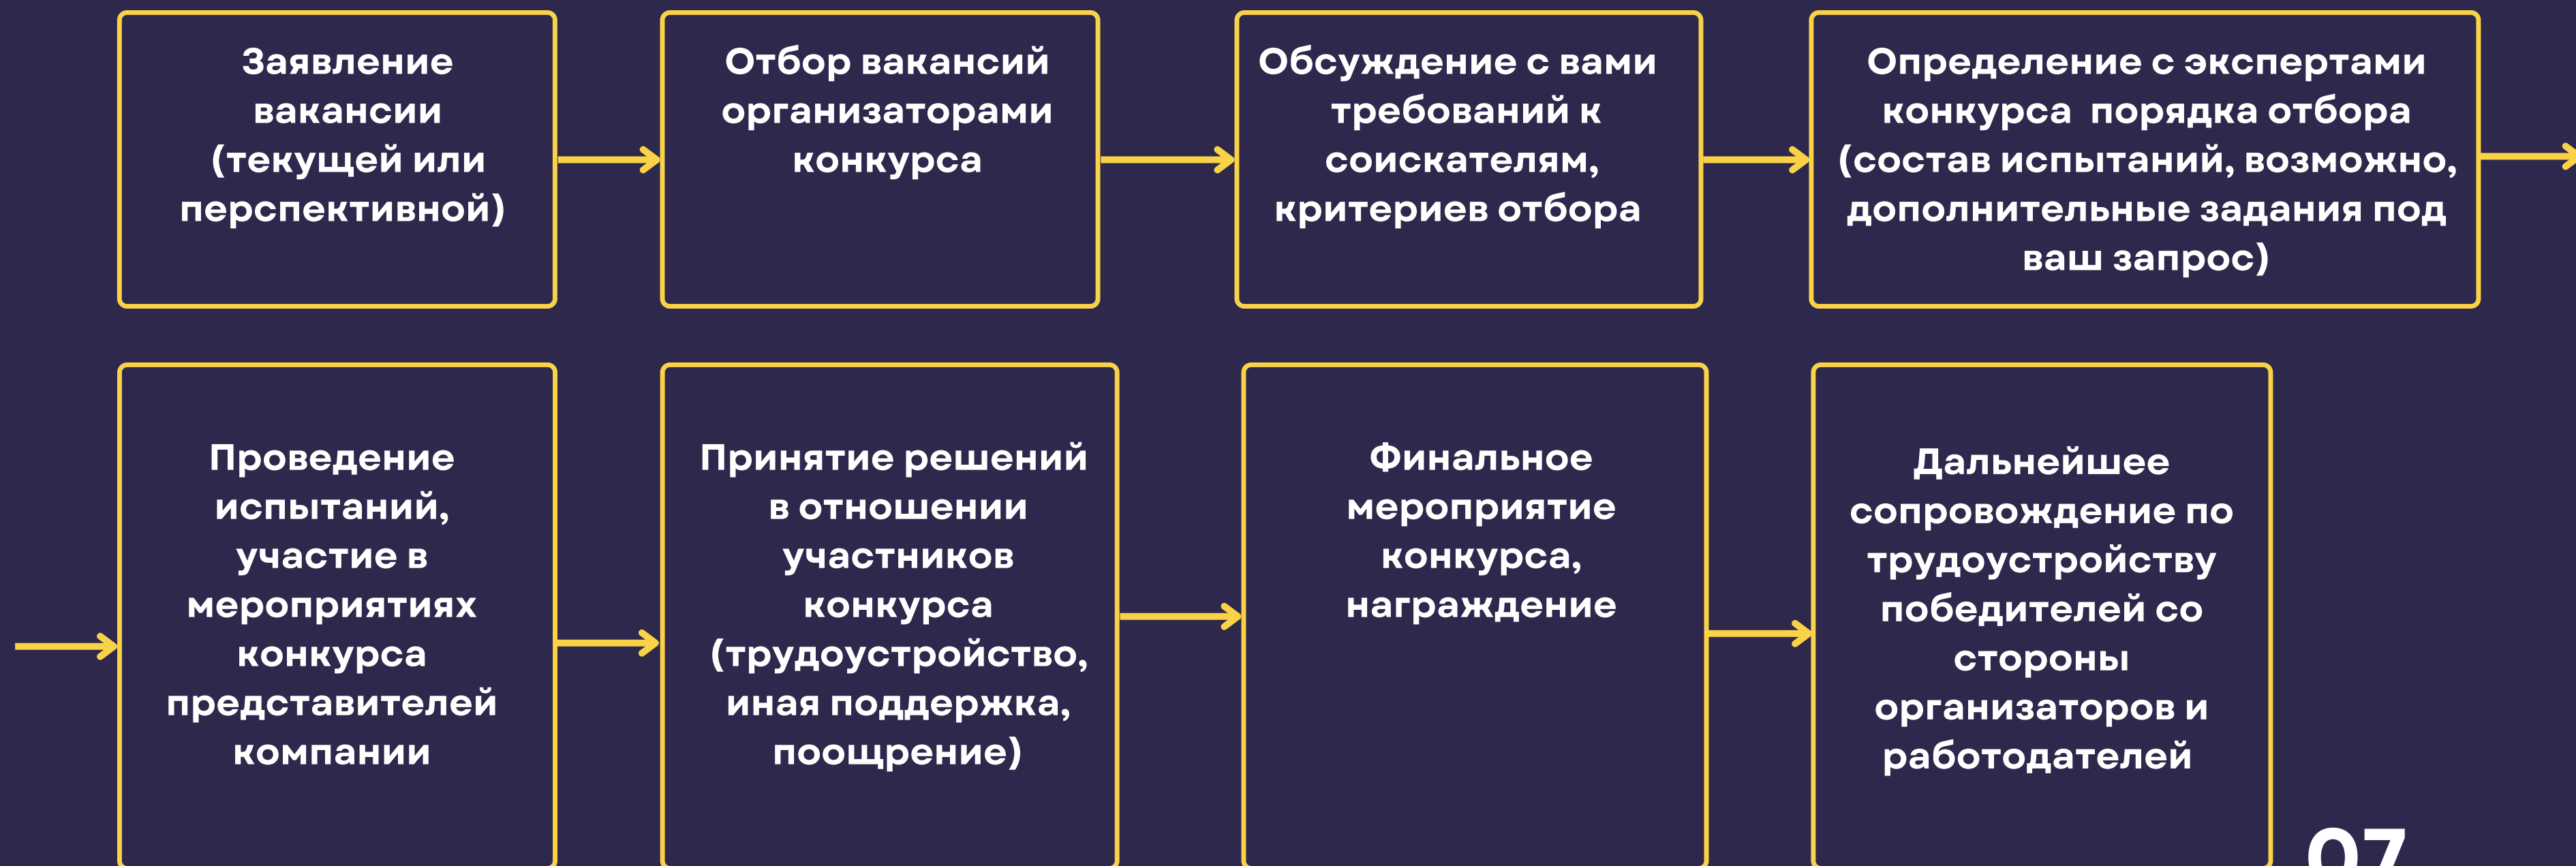 Заявление
вакансии
(текущей или
перспективной)
Отбор вакансий
организаторами
конкурса
Обсуждение с вами
требований к
соискателям,
критериев отбора
Определение с экспертами
конкурса порядка отбора
(состав испытаний, возможно,
дополнительные задания под
ваш запрос)
Проведение
испытаний,
участие в
мероприятиях
конкурса
представителей
компании
Принятие решений
в отношении
участников
конкурса
(трудоустройство,
иная поддержка,
поощрение)
Финальное
мероприятие
конкурса,
награждение
Дальнейшее
сопровождение по
трудоустройству
победителей со
стороны
организаторов и
работодателей
07